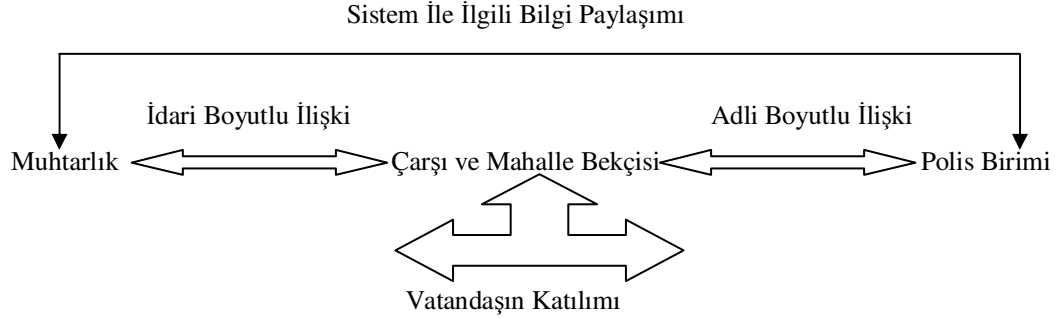 Sistem İle İlgili Bilgi Paylaşımı
İdari Boyutlu İlişki
Adli Boyutlu İlişki
Muhtarlık
Çarşı ve Mahalle Bekçisi
Polis Birimi
Vatandaşın Katılımı